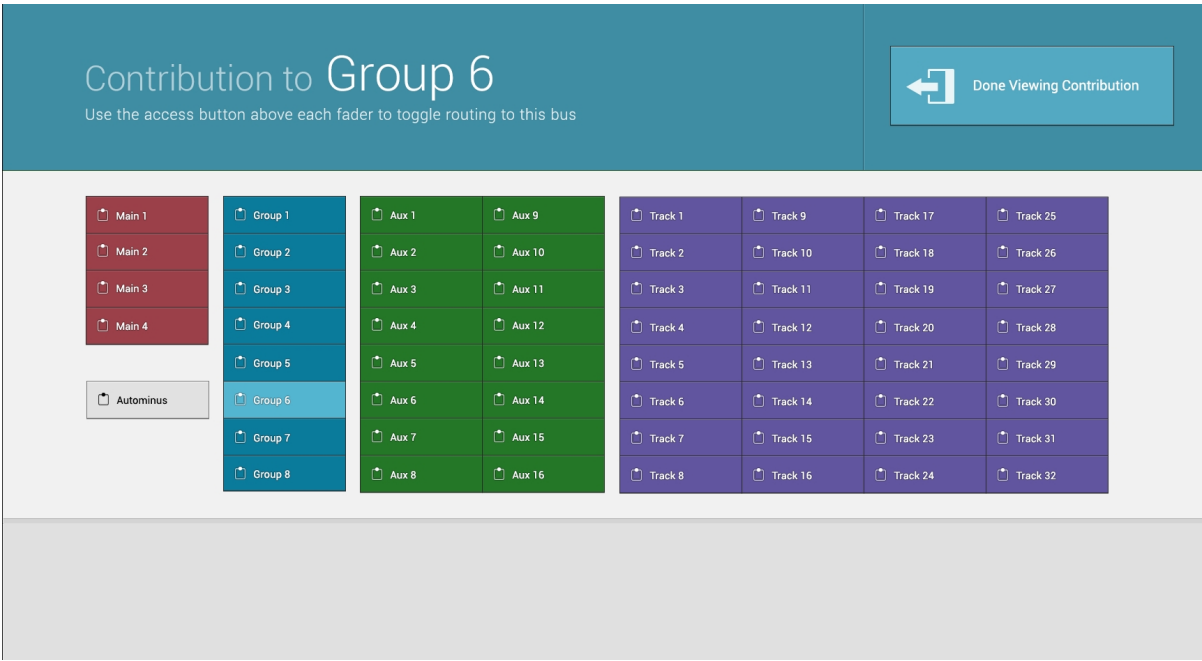 Contribution to Group 6
Use the access button above each fader to toggle routing to this bus
Done Viewing Contribution
Main 1
Main 2
Main 3
Main 4
Autominus
Group 1
Group 2
Group 3
Group 4
Group 5
Group 6
Group 7
Group 8
Aux 1
Aux 2
Aux 3
Aux 4
Aux 5
Aux 6
Aux 7
Aux 8
Aux 9
Aux 10
Aux 11
Aux 12
Aux 13
Aux 14
Aux 15
Aux 16
Track 1
Track 2
Track 3
Track 4
Track 5
Track 6
Track 7
Track 8
Track 9
Track 10
Track 11
Track 12
Track 13
Track 14
Track 15
Track 16
Track 17
Track 18
Track 19
Track 20
Track 21
Track 22
Track 23
Track 24
Track 25
Track 26
Track 27
Track 28
Track 29
Track 30
Track 31
Track 32